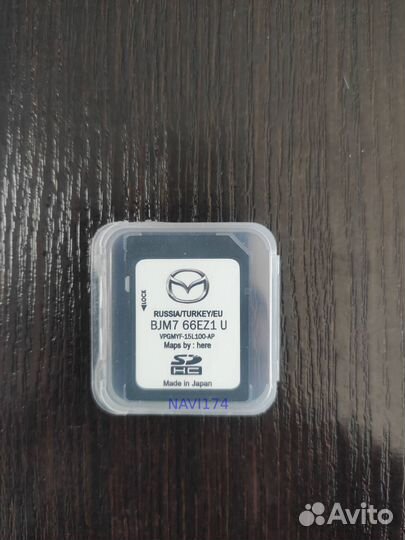 ◄LOCK
RUSSIA/TURKEY/EU
BJM7 66EZ1 U
VPGMYF-15L100-AP
Maps by : here
SD
HC
Made in Japan
NAVI174
Avito